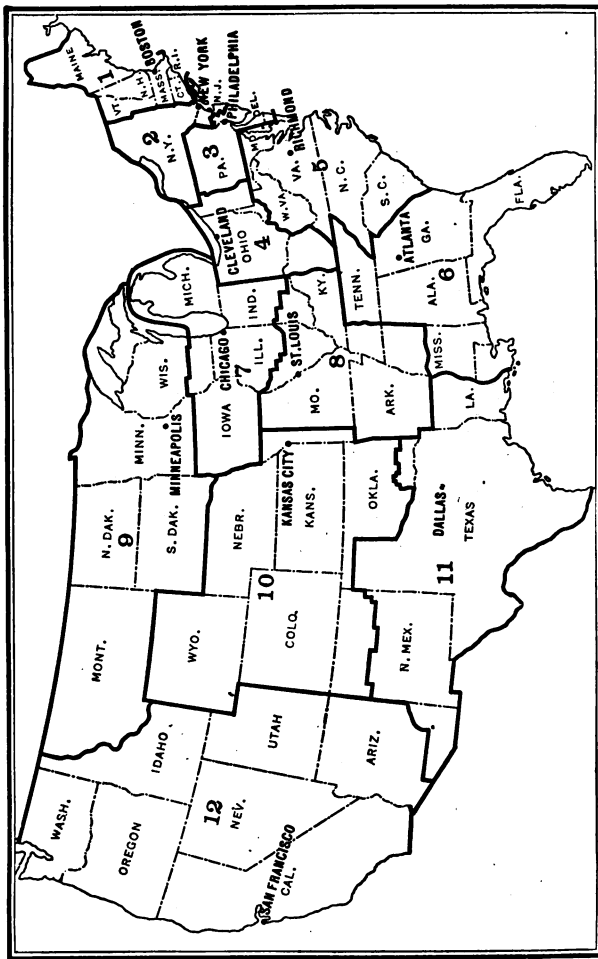 WASH.
OREGON
IDAHO
MONT.
12
NEV.
SAN FRANCISCO
CAL.
UTAH
ARIZ.
WYO.
10
COLO.
N. MEX.
N. DAK.
9
S. DAK.
NEBR.
KANSAS CITY
KANS.
OKLA.
DALLAS
TEXAS
11
MINN.
MINNEAPOLIS
WIS.
IOWA
CHICAGO
7
ILL.
IND.
MICH.
MO.
ST. LOUIS
8
ARK.
LA.
MISS.
KY.
TENN.
ALA.
6
ATLANTA
GA.
FLA.
CLEVELAND
OHIO
4
W. VA.
VA.
RICHMOND
5
N. C.
S. C.
MD.
DEL.
PA.
3
PHILADELPHIA
N. J.
NEW YORK
2
N. Y.
1
MAINE
VT.
N. H.
MASS.
BOSTON
CT.
R. I.